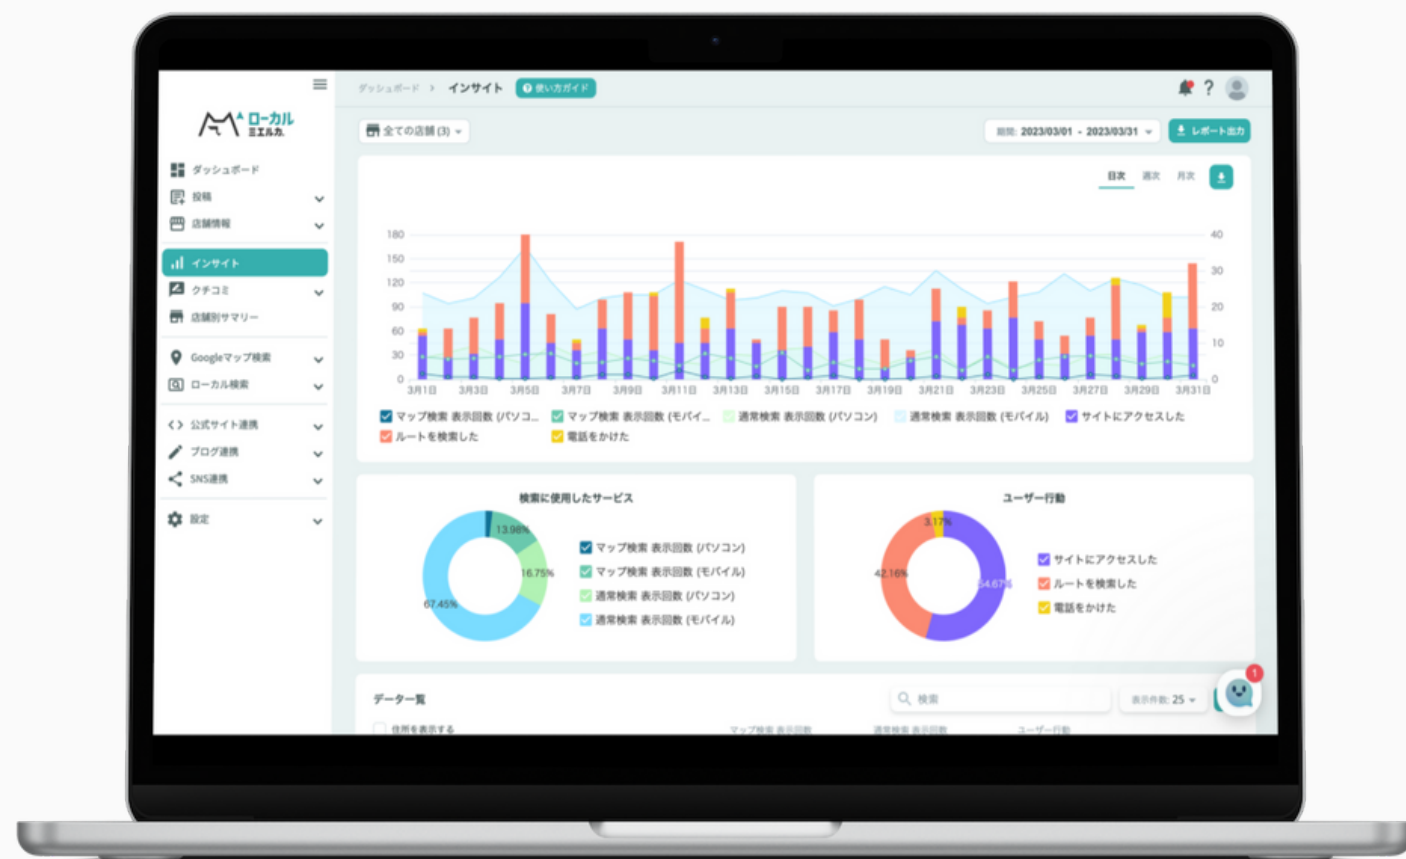 ダッシュボード > インサイト
使い方ガイド
ローカル
ミエルカ
全ての店舗 (3)
期間: 2023/03/01 - 2023/03/31
レポート出力
ダッシュボード
投稿
店舗情報
インサイト
クチコミ
店舗別サマリー
Googleマップ検索
ローカル検索
公式サイト連携
ブログ連携
SNS連携
設定
日次 週次 月次
180
150
120
90
60
30
0
40
30
20
10
0
3月1日 3月3日 3月5日 3月7日 3月9日 3月11日 3月13日 3月15日 3月17日 3月19日 3月21日 3月23日 3月25日 3月27日 3月29日 3月31日
マップ検索 表示回数 (パソコ... マップ検索 表示回数 (モバイ... 通常検索 表示回数 (パソコン) 通常検索 表示回数 (モバイル) サイトにアクセスした
ルートを検索した 電話をかけた
検索に使用したサービス
13.98%
16.75%
67.45%
マップ検索 表示回数 (パソコン)
マップ検索 表示回数 (モバイル)
通常検索 表示回数 (パソコン)
通常検索 表示回数 (モバイル)
ユーザー行動
3.17%
42.16%
54.67%
サイトにアクセスした
ルートを検索した
電話をかけた
データ一覧
検索
表示件数: 25
1
住所を表示する
マップ検索 表示回数 通常検索 表示回数 ユーザー行動